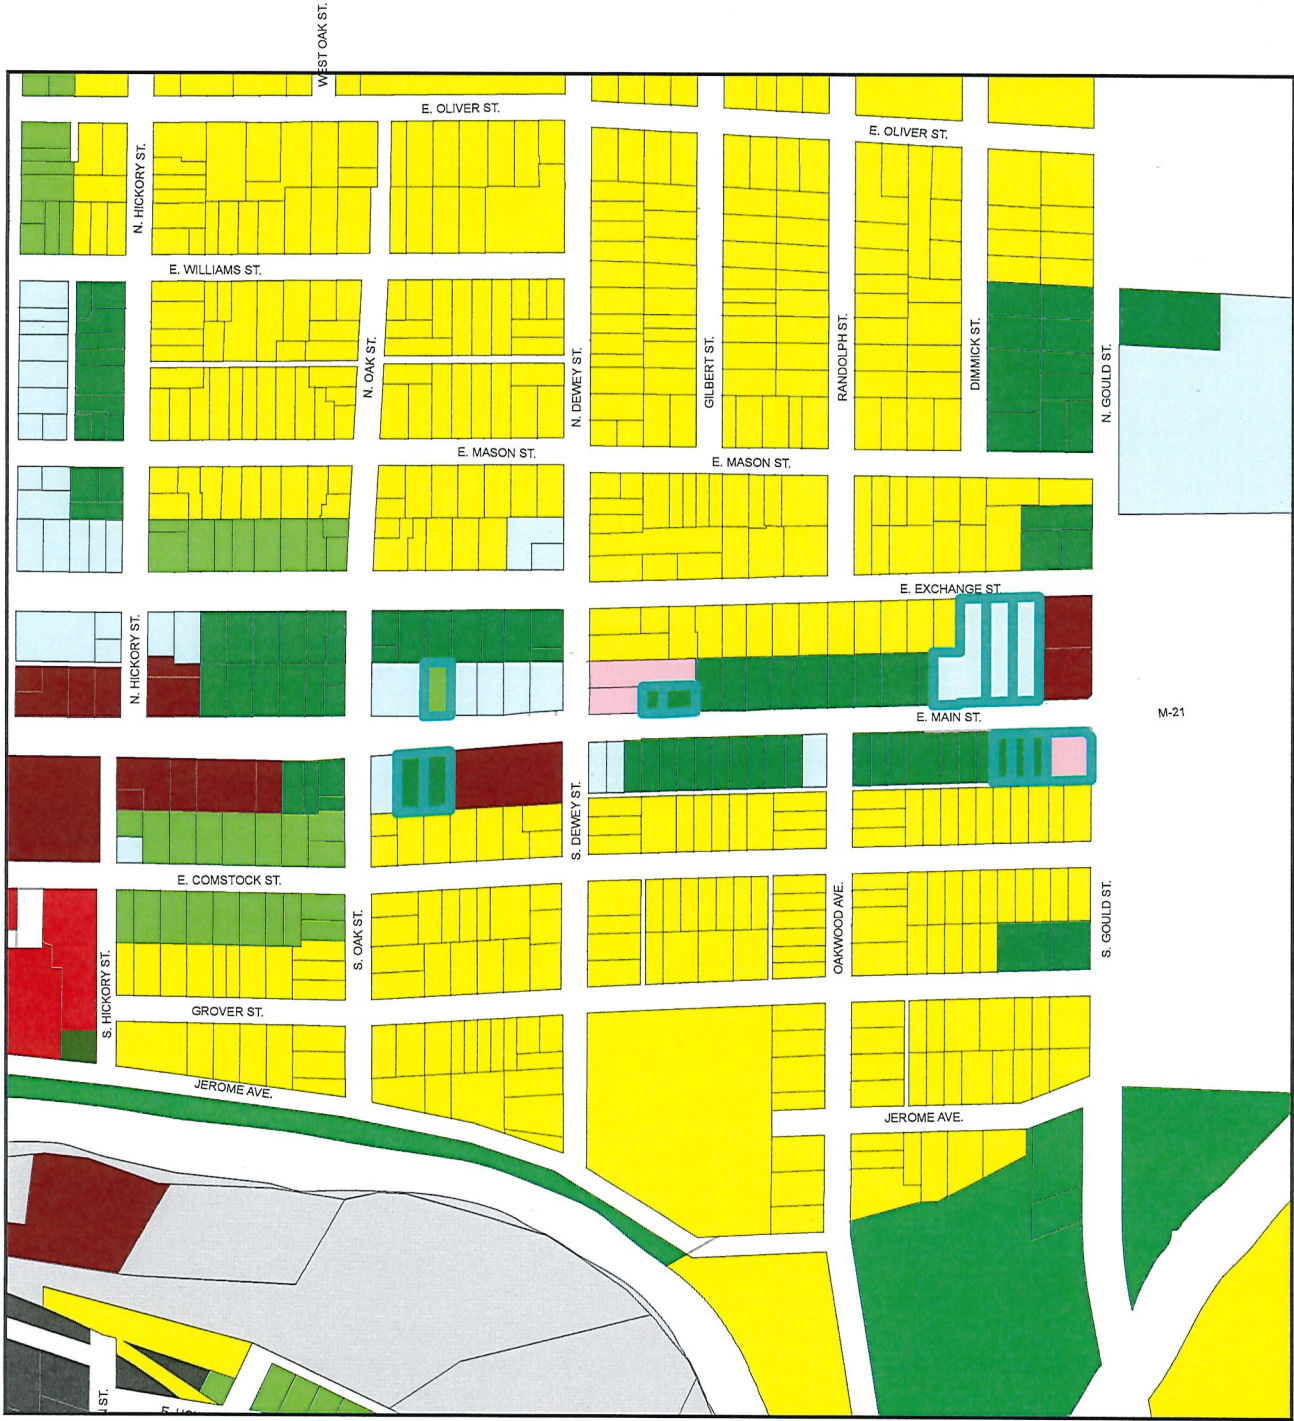 WEST OAK ST.
E. OLIVER ST.
E. OLIVER ST.
N. HICKORY ST.
E. WILLIAMS ST.
N. OAK ST.
N. DEWEY ST.
GILBERT ST.
RANDOLPH ST.
DIMMICK ST.
N. GOULD ST.
E. MASON ST.
E. MASON ST.
E. EXCHANGE ST.
N. HICKORY ST.
E. MAIN ST.
M-21
S. DEWEY ST.
E. COMSTOCK ST.
S. OAK ST.
OAKWOOD AVE.
S. GOULD ST.
S. HICKORY ST.
GROVER ST.
JEROME AVE.
JEROME AVE.
ST.